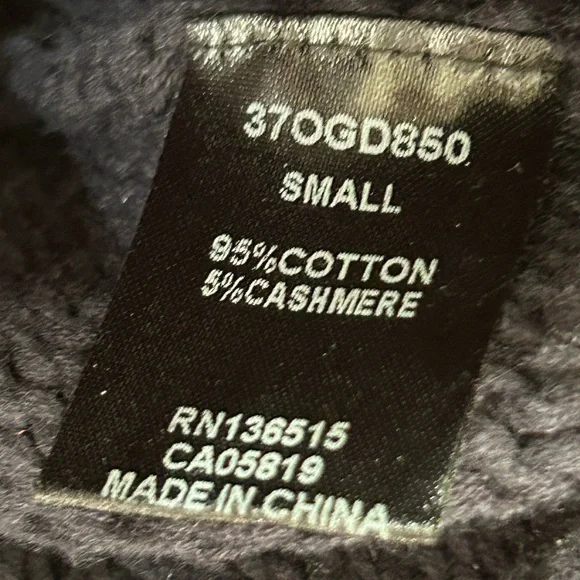 37OGD850
SMALL
95%COTTON
5%CASHMERE
RN136515
CA05819
MADE IN CHINA